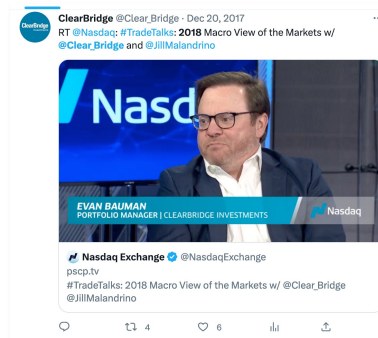 ClearBridge @Clear_Bridge · Dec 20, 2017
RT @Nasdaq: #TradeTalks: 2018 Macro View of the Markets w/
@Clear_Bridge and @JillMalandrino
ClearBridge
Investments
Nasd
EVAN BAUMAN
PORTFOLIO MANAGER | CLEARBRIDGE INVESTMENTS
Nasdaq
Nasdaq Exchange @NasdaqExchange
pscp.tv
#TradeTalks: 2018 Macro View of the Markets w/ @Clear_Bridge
@JillMalandrino
4
6